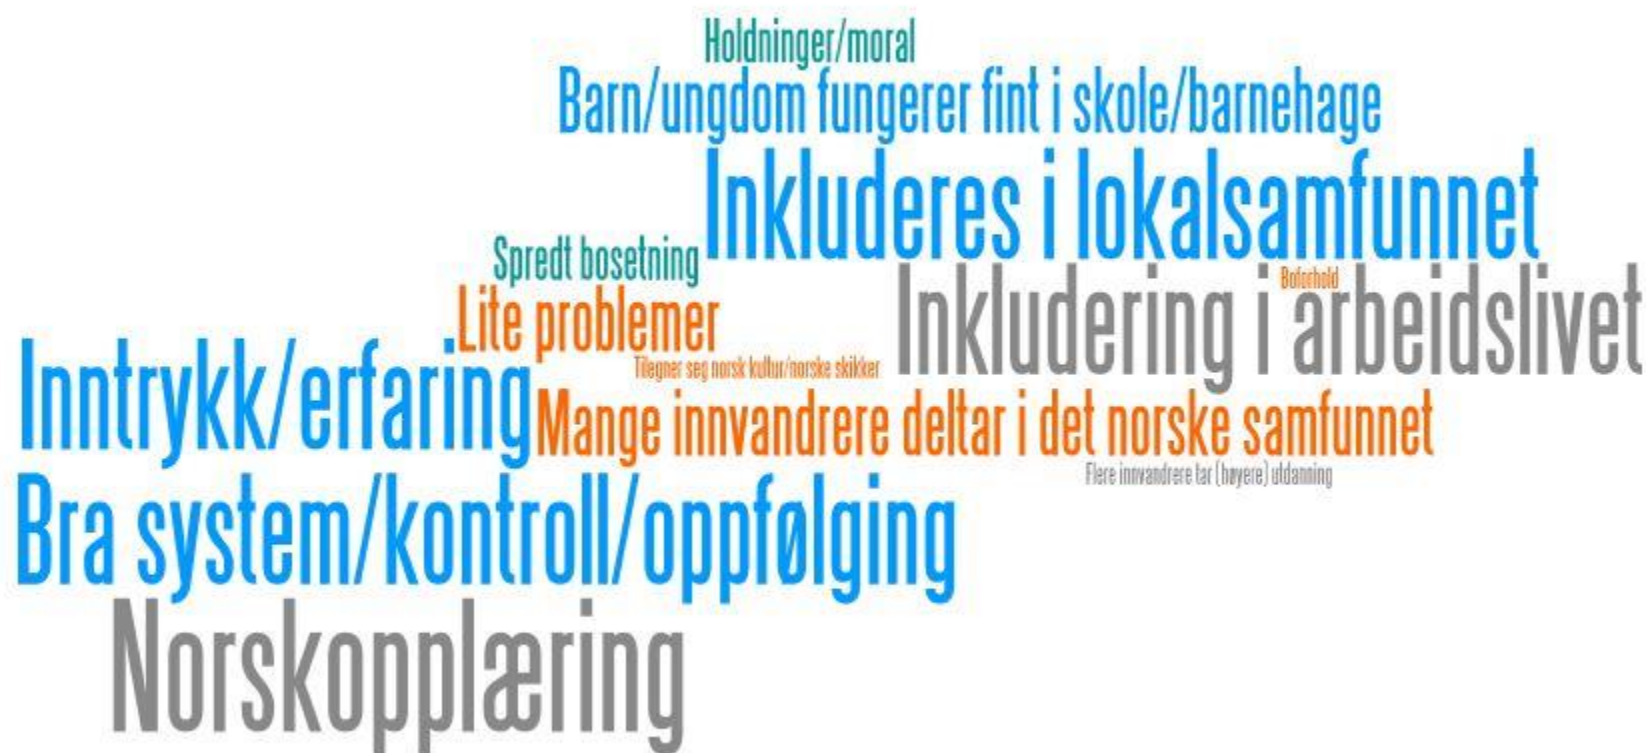 Holdninger/moral
Barn/ungdom fungerer fint i skole/barnehage
Inkluderes i lokalsamfunnet
Spredt bosetning
Boforhold
Inkludering i arbeidslivet
Lite problemer
Tilegner seg norsk kultur/norske skikker
Inntrykk/erfaring
Mange innvandrere deltar i det norske samfunnet
Flere innvandrere tar (høyere) utdanning
Bra system/kontroll/oppfølging
Norskopplæring